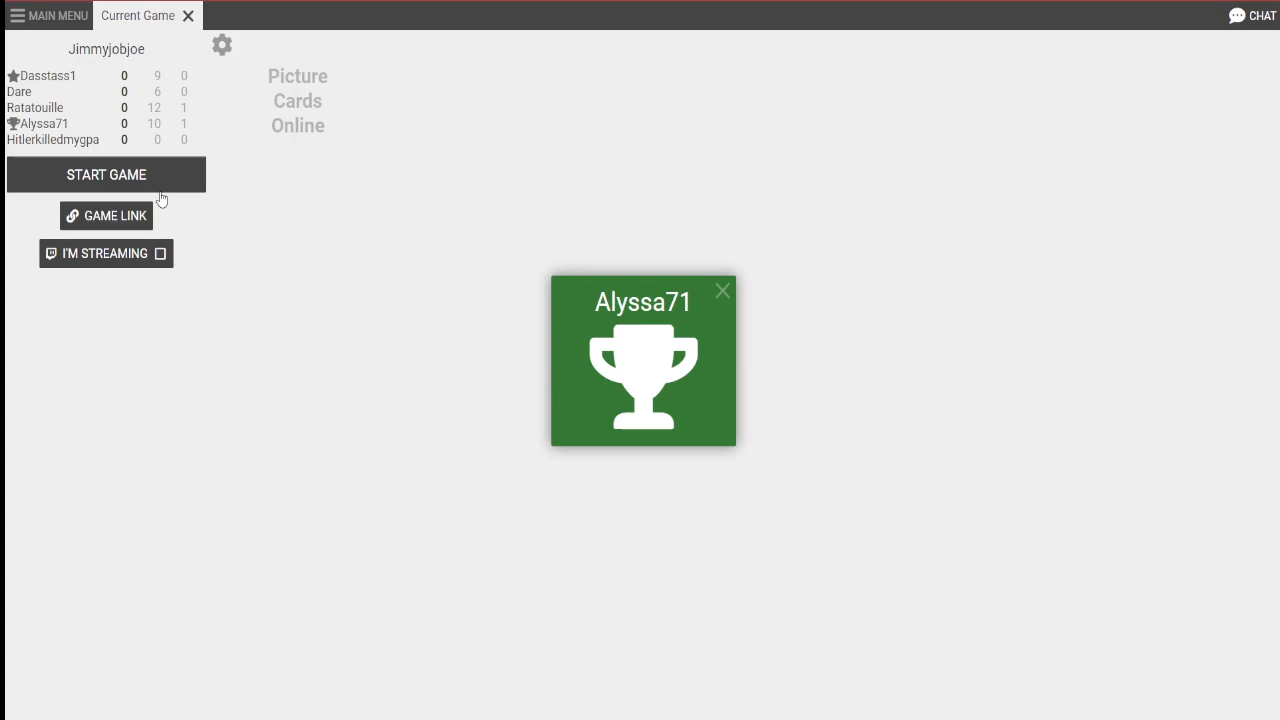 MAIN MENU Current Game CHAT
Jimmyjobjoe
Dasstass1 0 9 0
Dare 0 6 0
Ratatouille 0 12 1
Alyssa71 0 10 1
Hitlerkilledmygpa 0 0 0
START GAME
GAME LINK
I'M STREAMING
Picture
Cards
Online
Alyssa71